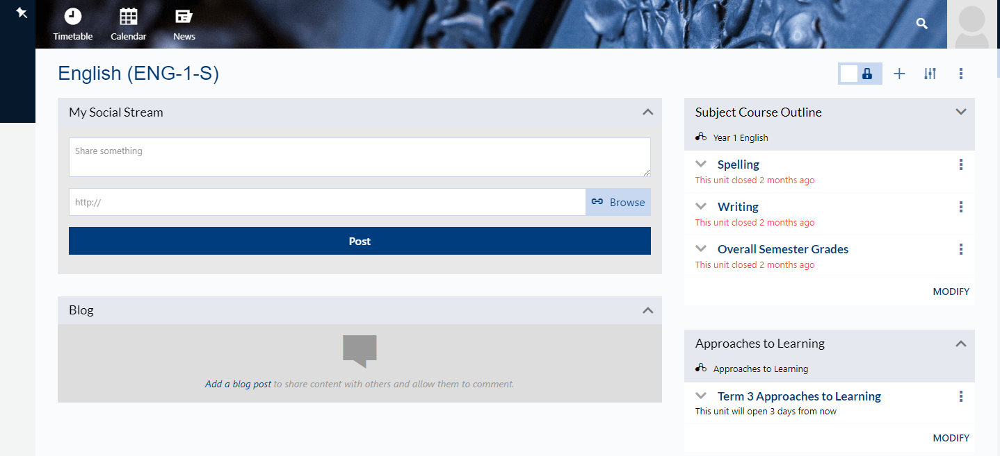 Timetable
Calendar
News
English (ENG-1-S)
My Social Stream
Share something
http://
Browse
Post
Blog
Add a blog post to share content with others and allow them to comment.
Subject Course Outline
Year 1 English
Spelling
This unit closed 2 months ago
Writing
This unit closed 2 months ago
Overall Semester Grades
This unit closed 2 months ago
MODIFY
Approaches to Learning
Approaches to Learning
Term 3 Approaches to Learning
This unit will open 3 days from now
MODIFY